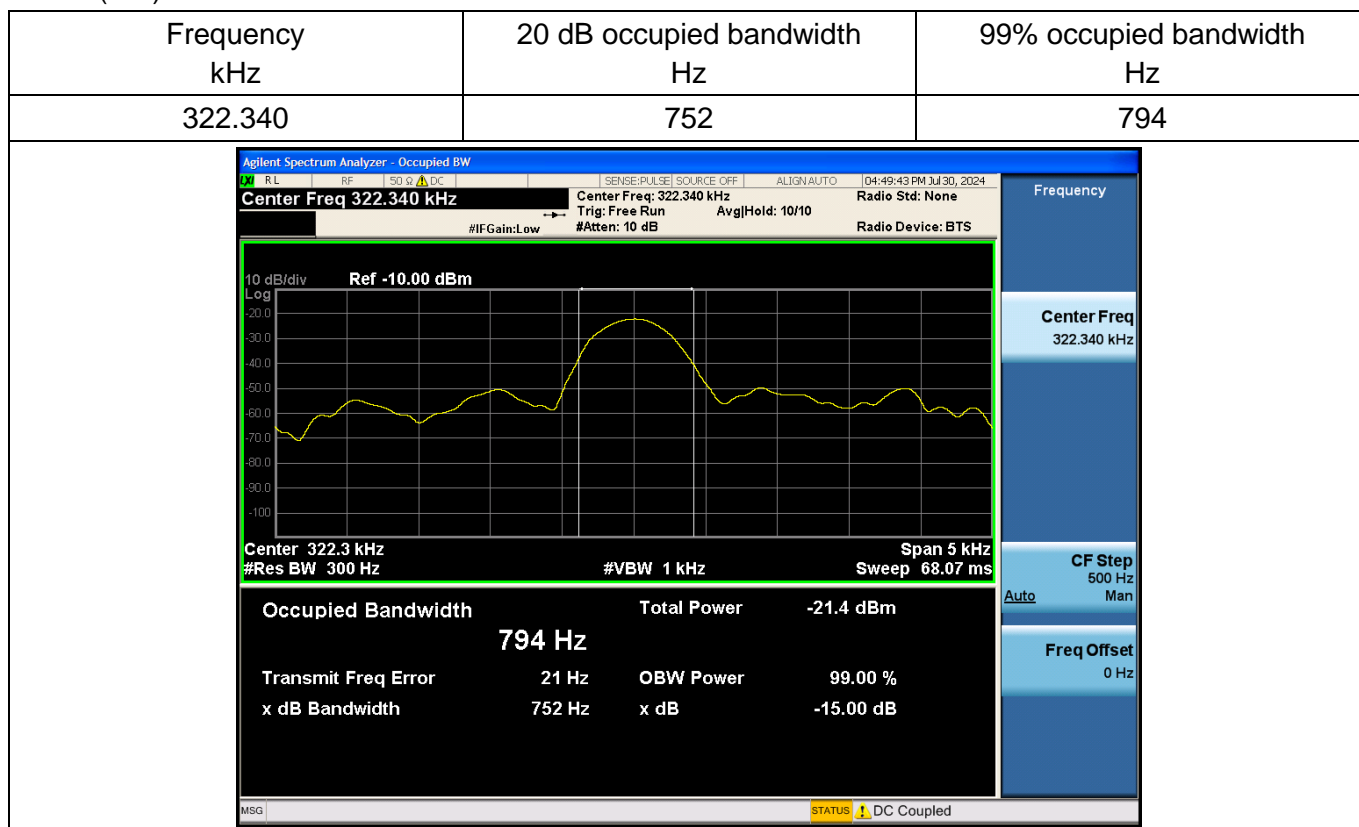 Frequency
kHz
20 dB occupied bandwidth
Hz
99% occupied bandwidth
Hz
322.340
752
794
Agilent Spectrum Analyzer - Occupied BW
LXI RL RF 50 Ω DC SENSE:PULSE SOURCE OFF ALIGN AUTO 04:49:43 PM Jul 30, 2024
Center Freq 322.340 kHz
Center Freq: 322.340 kHz
Radio Std: None
Trig: Free Run Avg|Hold: 10/10
#IFGain:Low
#Atten: 10 dB
Radio Device: BTS
10 dB/div Ref -10.00 dBm
Log
-20.0
-30.0
-40.0
-50.0
-60.0
-70.0
-80.0
-90.0
-100
Center 322.3 kHz Span 5 kHz
#Res BW 300 Hz #VBW 1 kHz Sweep 68.07 ms
Occupied Bandwidth Total Power -21.4 dBm
794 Hz
Transmit Freq Error 21 Hz OBW Power 99.00 %
x dB Bandwidth 752 Hz x dB -15.00 dB
Frequency
Center Freq
322.340 kHz
CF Step
500 Hz
Auto Man
Freq Offset
0 Hz
MSG STATUS DC Coupled